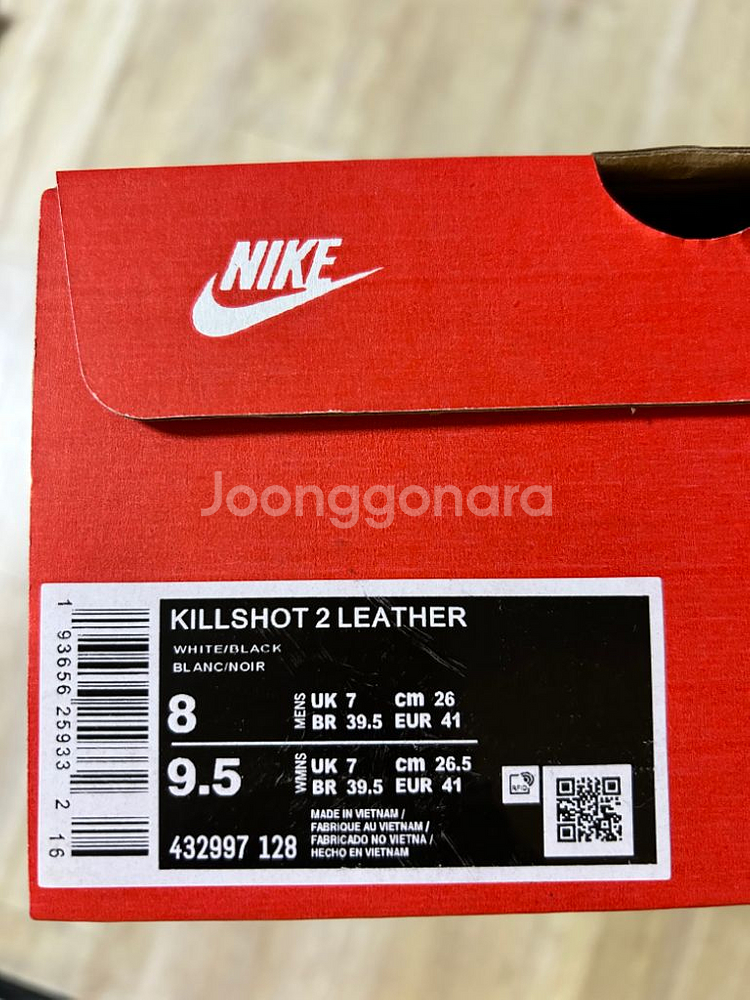 NIKE
Joonggonara
KILLSHOT 2 LEATHER
WHITE/BLACK
BLANC/NOIR
8 MENS UK 7 cm 26
BR 39.5 EUR 41
9.5 WMNS UK 7 cm 26.5
BR 39.5 EUR 41
RFID
432997 128
MADE IN VIETNAM /
FABRIQUE AU VIETNAM /
FABRICADO NO VIETNA /
HECHO EN VIETNAM
1 93656 25933 2 16